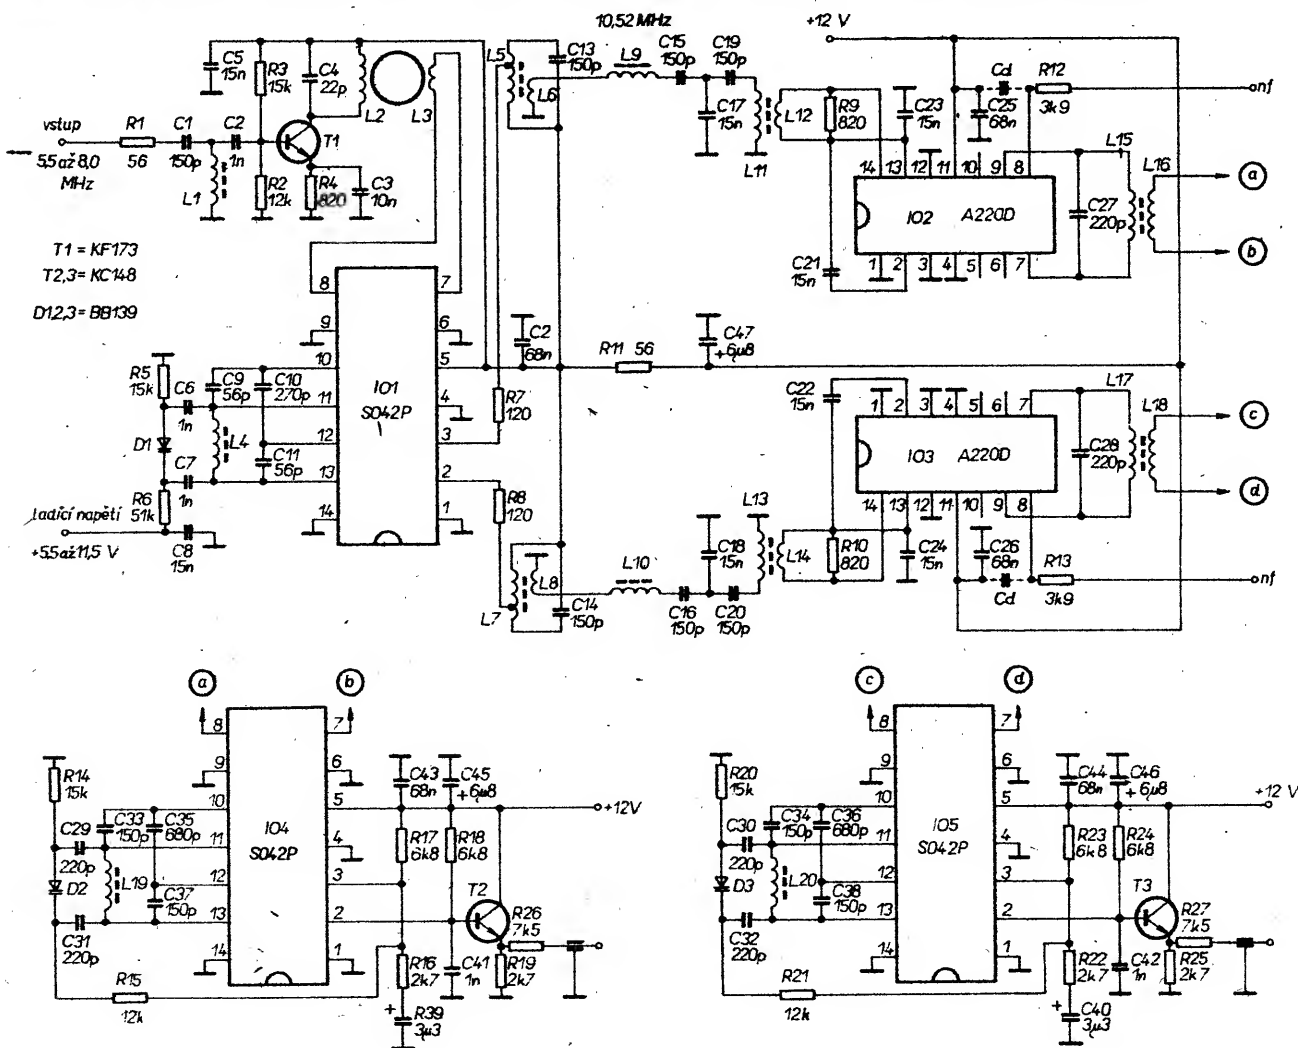 10,52 MHz
+12 V
C5
15n
R3
15k
C4
22p
L2
L3
L5
C13
150p
L6
L9
C15
150p
C19
150p
C17
15n
L11
L12
R9
820
C23
15n
Cd
C25
68n
R12
3k9
nf
vstup
5,5 až 8,0
MHz
R1
56
C1
150p
C2
1n
L1
R2
12k
T1
R4
820
C3
10n
14 13 12 11 10 9 8
IO2 A220D
1 2 3 4 5 6 7
C21
15n
C27
220p
L15
L16
a
b
T1 = KF173
T2,3= KC148
D1,2,3= BB139
8
7
9
6
10
5
11
4
12
3
13
2
14
1
IO1
S042P
R5
15k
C6
1n
C9
56p
C10
270p
D1
L4
C7
1n
C11
56p
R6
51k
ladící napětí
+5,5 až 11,5 V
C8
15n
C2
68n
R11 56
C47
+6µ8
R7
120
R8
120
C22
15n
1 2 3 4 5 6 7
IO3 A220D
14 13 12 11 10 9 8
C28
220p
L17
L18
c
d
L7
L8
C14
150p
L10
C16
150p
C20
150p
C18
15n
L13
L14
R10
820
C24
15n
C26
68n
Cd
R13
3k9
nf
a
b
8
7
9
6
10
5
11
4
12
3
13
2
14
1
IO4
S042P
R14
15k
C29
220p
C33
150p
C35
680p
D2
L19
C37
150p
C31
220p
R15
12k
C43
68n
C45
+6µ8
+12V
R17
6k8
R18
6k8
T2
R26
7k5
R16
2k7
C41
1n
R19
2k7
+
R39
3µ3
c
d
8
7
9
6
10
5
11
4
12
3
13
2
14
1
IO5
S042P
R20
15k
C30
220p
C34
150p
C36
680p
D3
L20
C38
150p
C32
220p
R21
12k
C44
68n
C46
+6µ8
+12 V
R23
6k8
R24
6k8
T3
R27
7k5
R22
2k7
C42
1n
R25
2k7
+
C40
3µ3